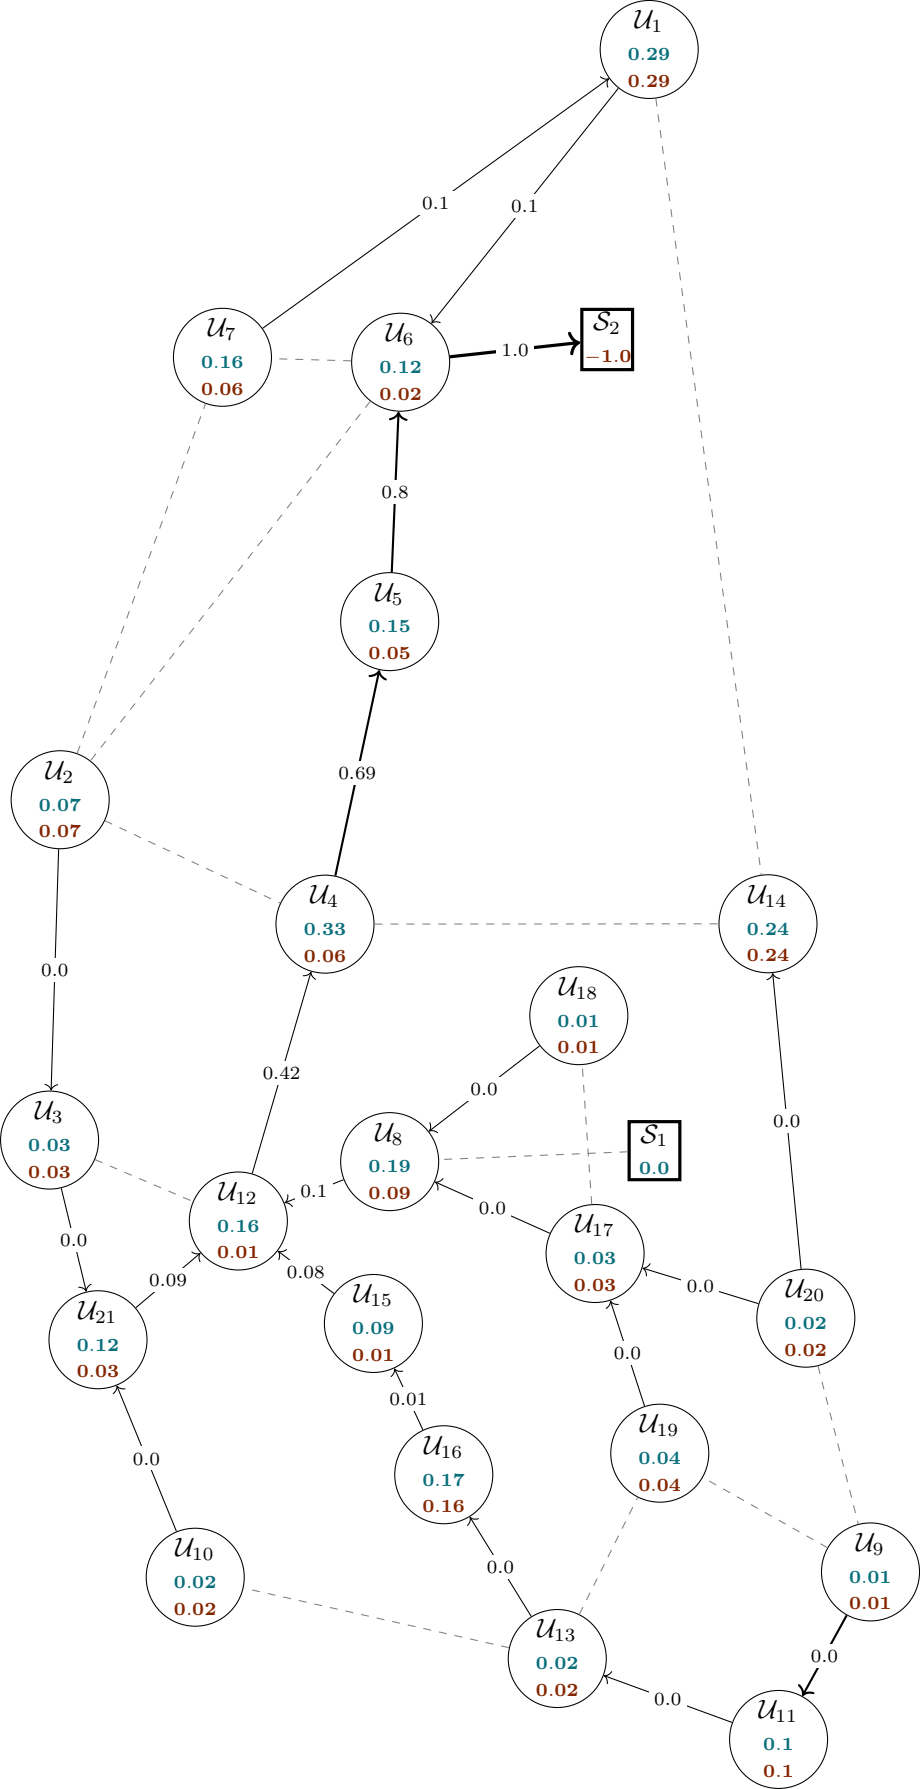 𝒰₁
0.29
0.29
0.1
0.1
𝒰₇
0.16
0.06
𝒰₆
0.12
0.02
1.0
𝒮₂
−1.0
0.8
𝒰₅
0.15
0.05
0.69
𝒰₂
0.07
0.07
𝒰₄
0.33
0.06
𝒰₁₄
0.24
0.24
0.0
𝒰₁₈
0.01
0.01
0.42
0.0
𝒰₃
0.03
0.03
𝒰₈
0.19
0.09
𝒮₁
0.0
0.0
𝒰₁₂
0.16
0.01
0.1
0.0
𝒰₁₇
0.03
0.03
0.0
0.09
0.08
0.0
𝒰₂₀
0.02
0.02
𝒰₂₁
0.12
0.03
𝒰₁₅
0.09
0.01
0.0
0.01
𝒰₁₉
0.04
0.04
0.0
𝒰₁₆
0.17
0.16
𝒰₁₀
0.02
0.02
0.0
𝒰₉
0.01
0.01
𝒰₁₃
0.02
0.02
0.0
0.0
𝒰₁₁
0.1
0.1